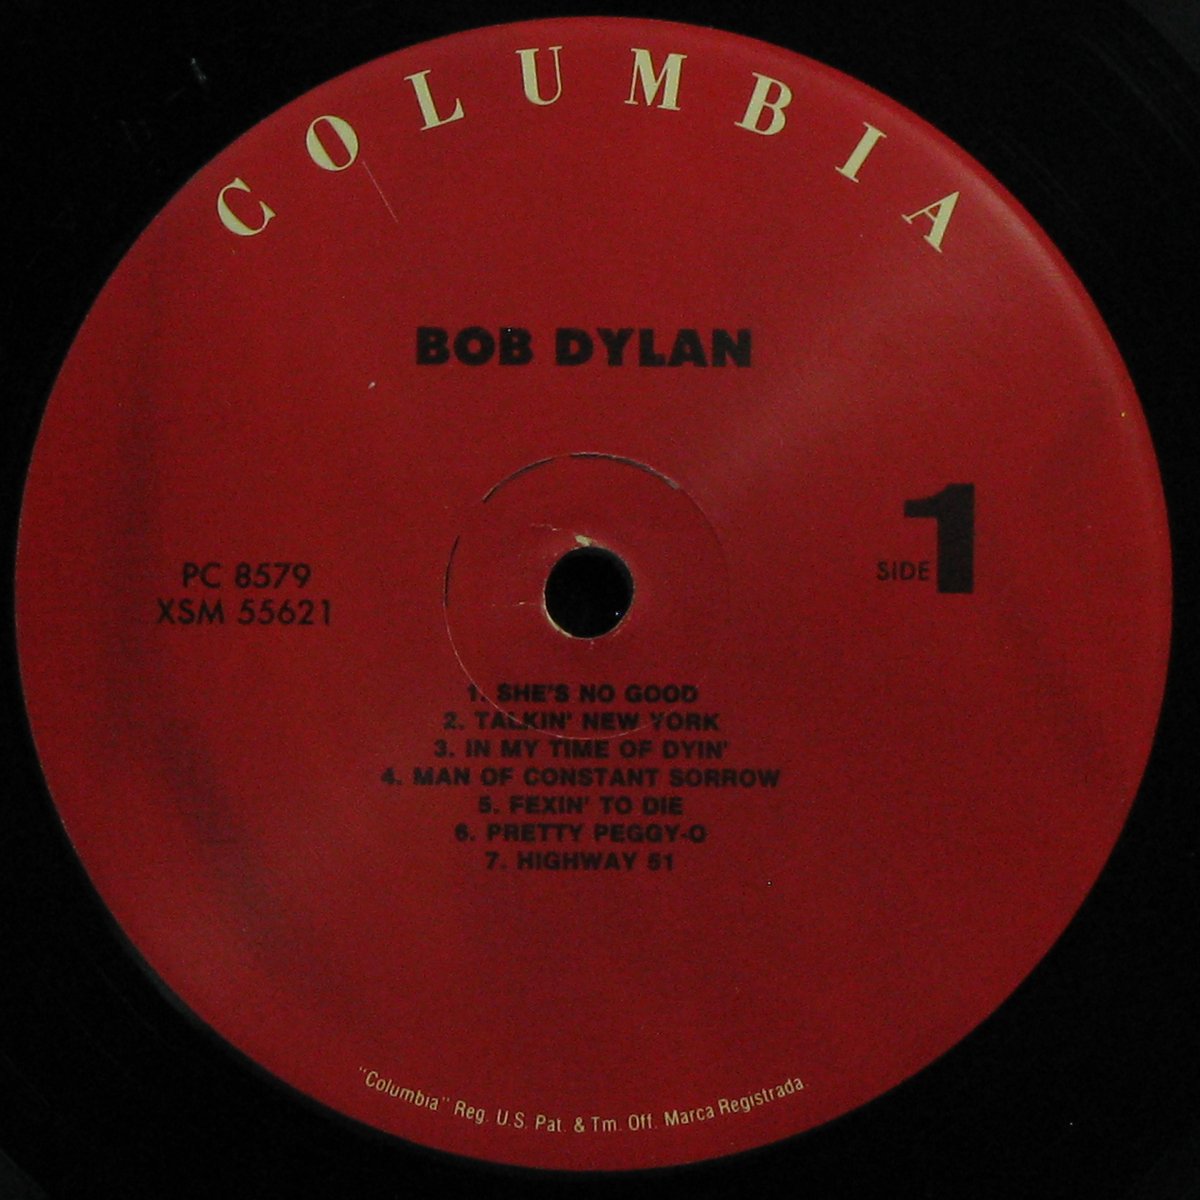 COLUMBIA
BOB DYLAN
SIDE 1
PC 8579
XSM 55621
1. SHE'S NO GOOD
2. TALKIN' NEW YORK
3. IN MY TIME OF DYIN'
4. MAN OF CONSTANT SORROW
5. FEXIN' TO DIE
6. PRETTY PEGGY-O
7. HIGHWAY 51
"Columbia" Reg. U.S. Pat. & Tm. Off. Marca Registrada